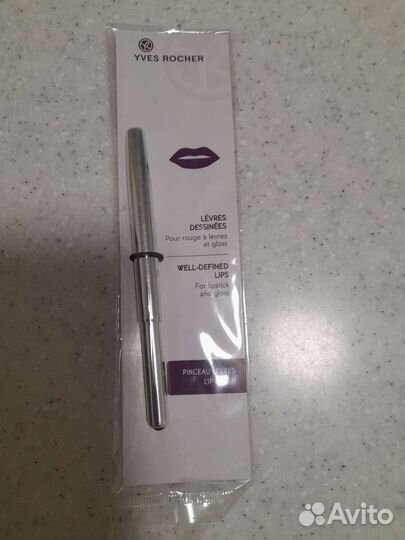 YVES ROCHER
LÈVRES
DESSINÉES
Pour rouge à lèvres
et gloss
WELL-DEFINED
LIPS
For lipstick
and gloss
PINCEAU LÈVRES
LIP
Avito